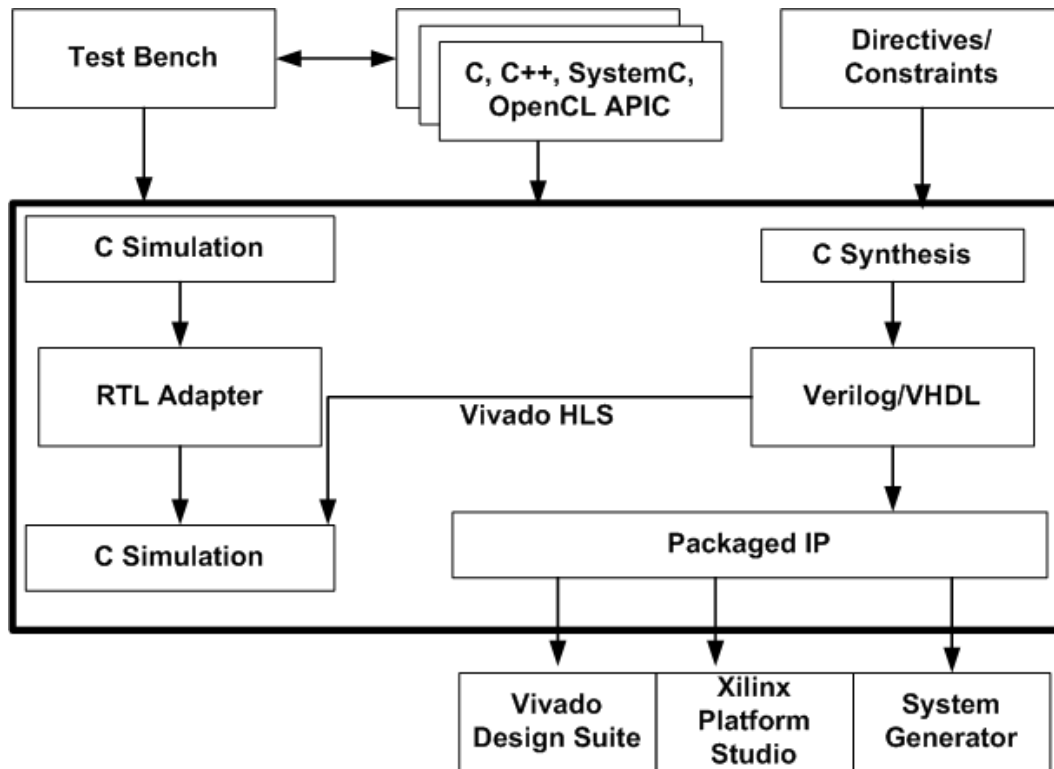 Test Bench
C, C++, SystemC,
OpenCL APIC
Directives/
Constraints
C Simulation
C Synthesis
RTL Adapter
Vivado HLS
Verilog/VHDL
C Simulation
Packaged IP
Vivado
Design Suite
Xilinx
Platform
Studio
System
Generator